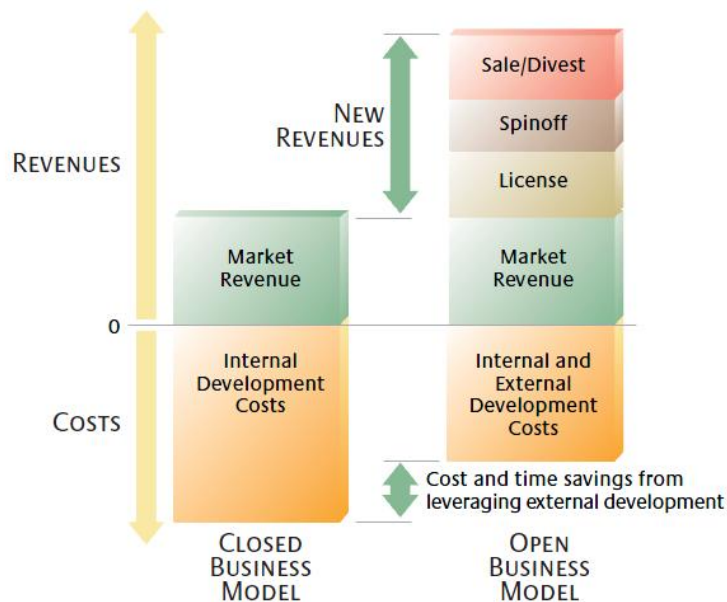 REVENUES
NEW
REVENUES
Sale/Divest
Spinoff
License
Market
Revenue
Market
Revenue
0
COSTS
Internal
Development
Costs
Internal and
External
Development
Costs
Cost and time savings from
leveraging external development
CLOSED
BUSINESS
MODEL
OPEN
BUSINESS
MODEL